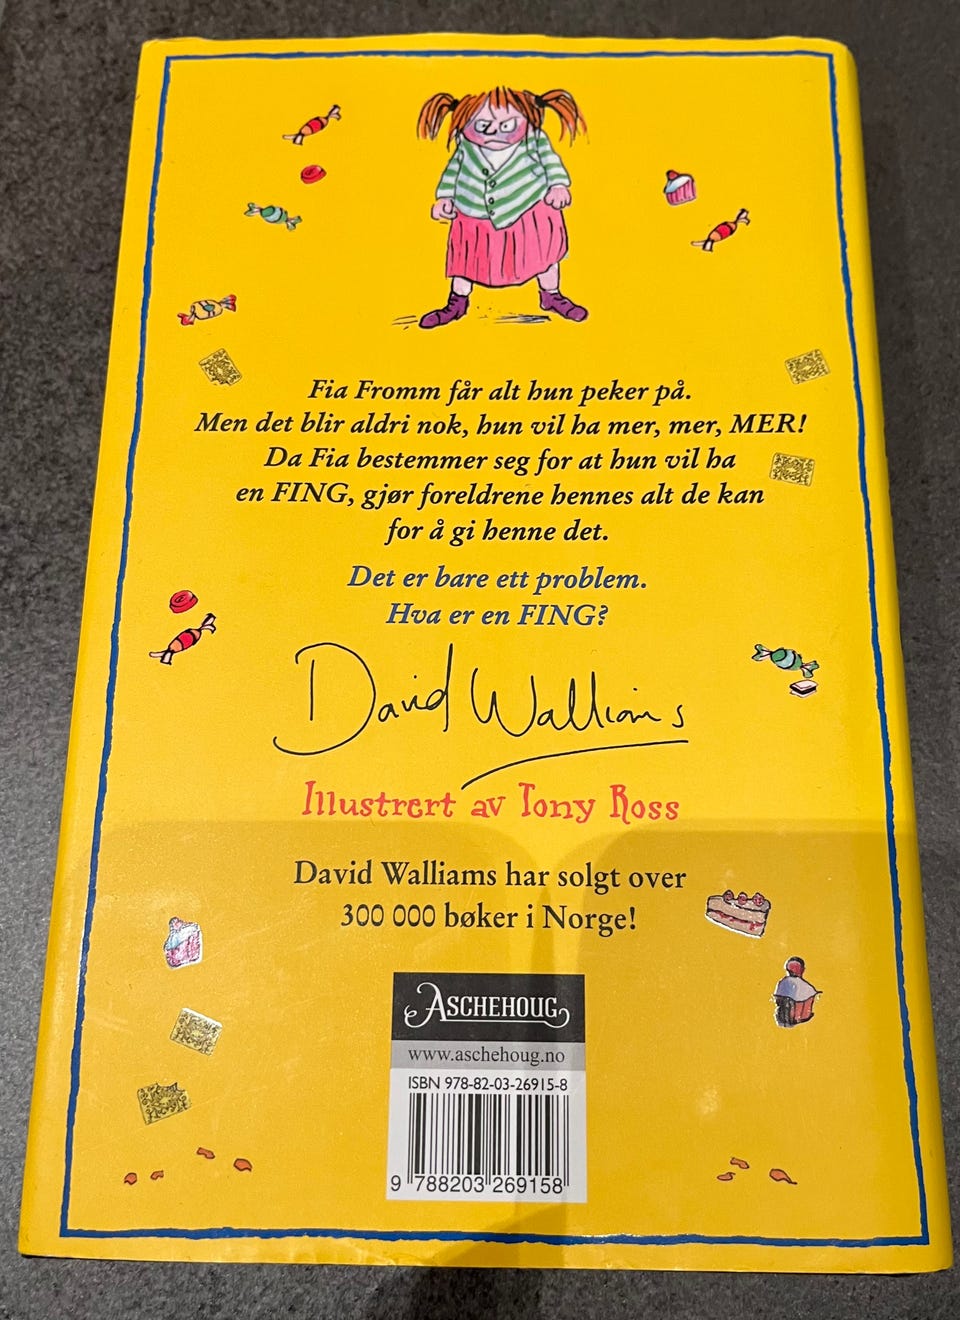 Fia Fromm får alt hun peker på.
Men det blir aldri nok, hun vil ha mer, mer, MER!
Da Fia bestemmer seg for at hun vil ha
en FING, gjør foreldrene hennes alt de kan
for å gi henne det.
Det er bare ett problem.
Hva er en FING?
David Walliams
Illustrert av Tony Ross
David Walliams har solgt over
300 000 bøker i Norge!
ASCHEHOUG
www.aschehoug.no
ISBN 978-82-03-26915-8
9 788203 269158